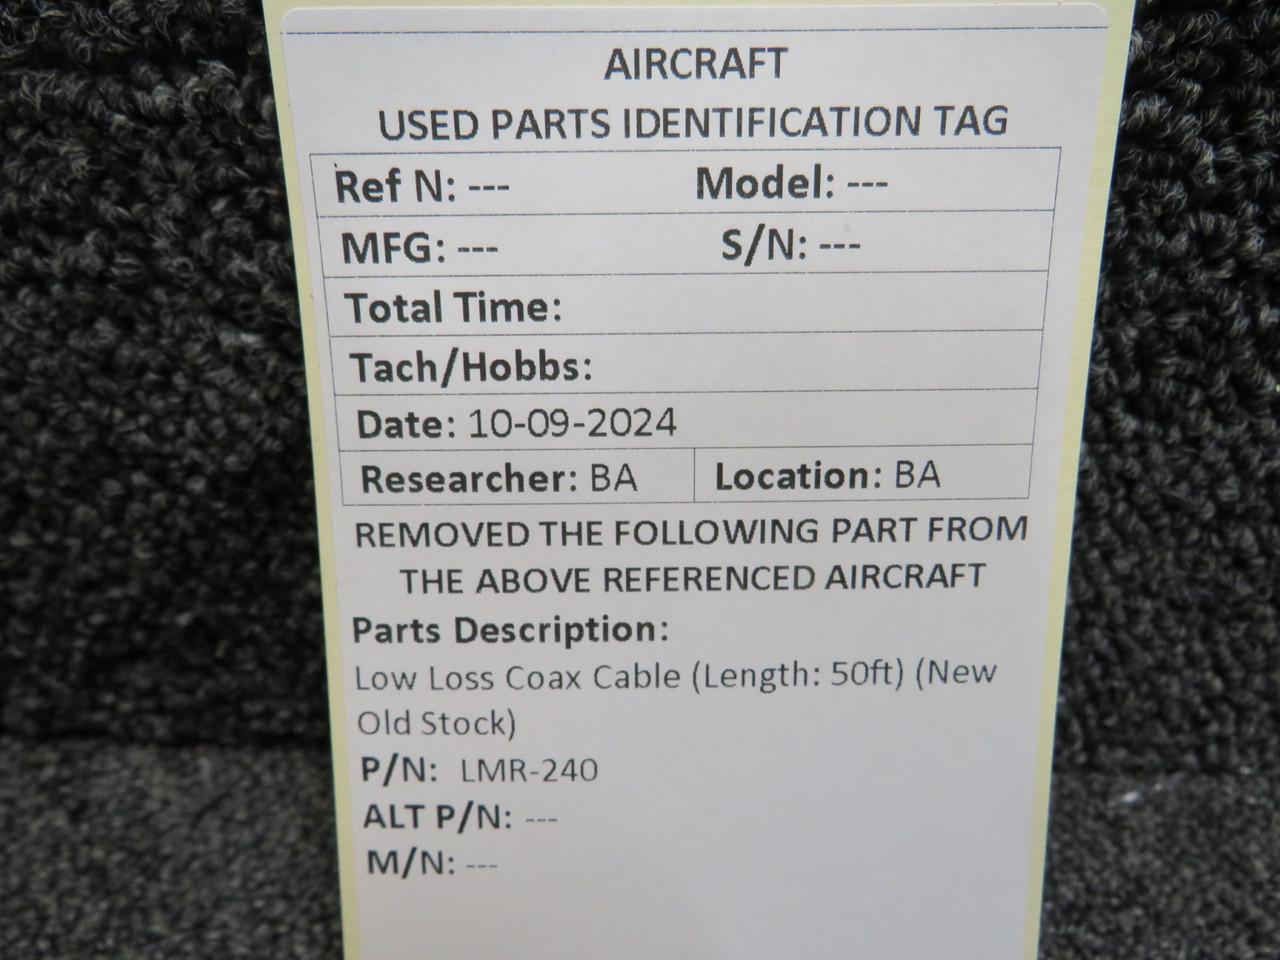 AIRCRAFT
USED PARTS IDENTIFICATION TAG
Ref N: --- Model: ---
MFG: --- S/N: ---
Total Time:
Tach/Hobbs:
Date: 10-09-2024
Researcher: BA Location: BA
REMOVED THE FOLLOWING PART FROM
THE ABOVE REFERENCED AIRCRAFT
Parts Description:
Low Loss Coax Cable (Length: 50ft) (New
Old Stock)
P/N: LMR-240
ALT P/N: ---
M/N: ---